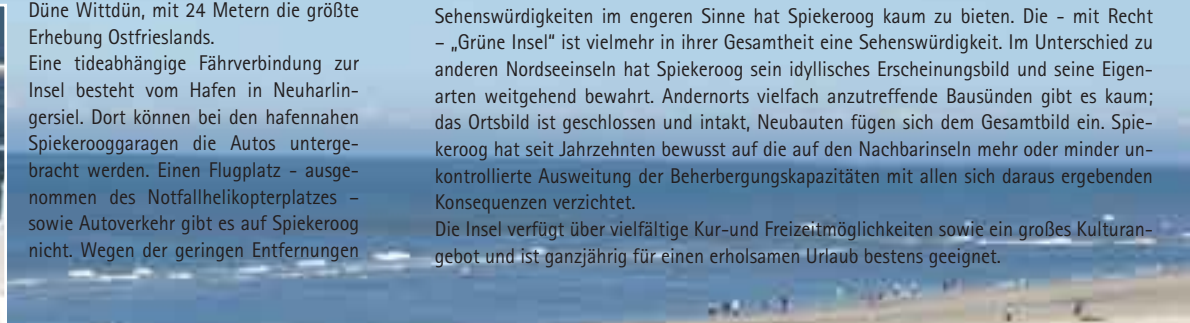 Düne Wittdün, mit 24 Metern die größte
Erhebung Ostfrieslands.
Eine tideabhängige Fährverbindung zur
Insel besteht vom Hafen in Neuharlin-
gersiel. Dort können bei den hafennahen
Spiekerooggaragen die Autos unterge-
bracht werden. Einen Flugplatz - ausge-
nommen des Notfallhelikopterplatzes –
sowie Autoverkehr gibt es auf Spiekeroog
nicht. Wegen der geringen Entfernungen
Sehenswürdigkeiten im engeren Sinne hat Spiekeroog kaum zu bieten. Die - mit Recht
– „Grüne Insel“ ist vielmehr in ihrer Gesamtheit eine Sehenswürdigkeit. Im Unterschied zu
anderen Nordseeinseln hat Spiekeroog sein idyllisches Erscheinungsbild und seine Eigen-
arten weitgehend bewahrt. Andernorts vielfach anzutreffende Bausünden gibt es kaum;
das Ortsbild ist geschlossen und intakt, Neubauten fügen sich dem Gesamtbild ein. Spie-
keroog hat seit Jahrzehnten bewusst auf die auf den Nachbarinseln mehr oder minder un-
kontrollierte Ausweitung der Beherbergungskapazitäten mit allen sich daraus ergebenden
Konsequenzen verzichtet.
Die Insel verfügt über vielfältige Kur-und Freizeitmöglichkeiten sowie ein großes Kulturan-
gebot und ist ganzjährig für einen erholsamen Urlaub bestens geeignet.